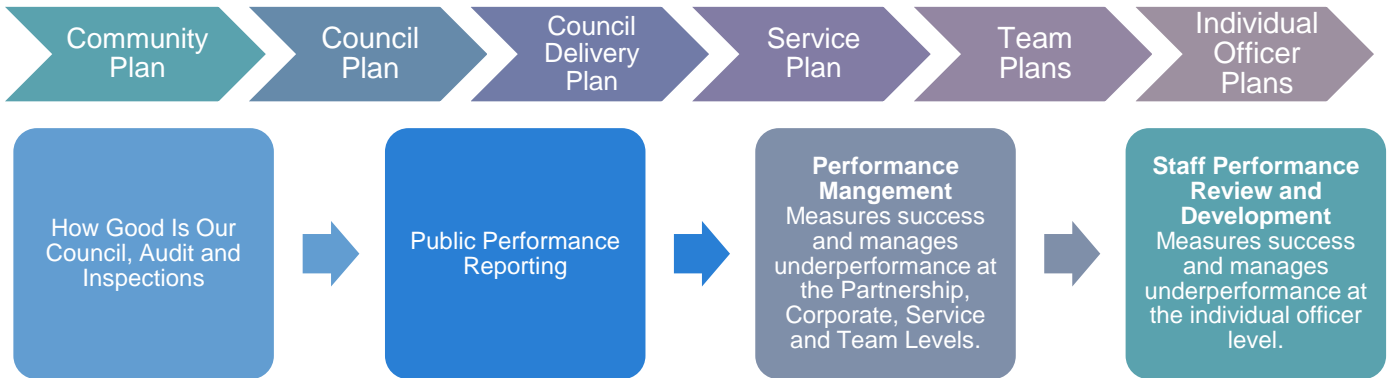 Community
Plan
Council
Plan
Council
Delivery
Plan
Service
Plan
Team
Plans
Individual
Officer
Plans
How Good Is Our
Council, Audit and
Inspections
Public Performance
Reporting
Performance
Mangement
Measures success
and manages
underperformance at
the Partnership,
Corporate, Service
and Team Levels.
Staff Performance
Review and
Development
Measures success
and manages
underperformance at
the individual officer
level.